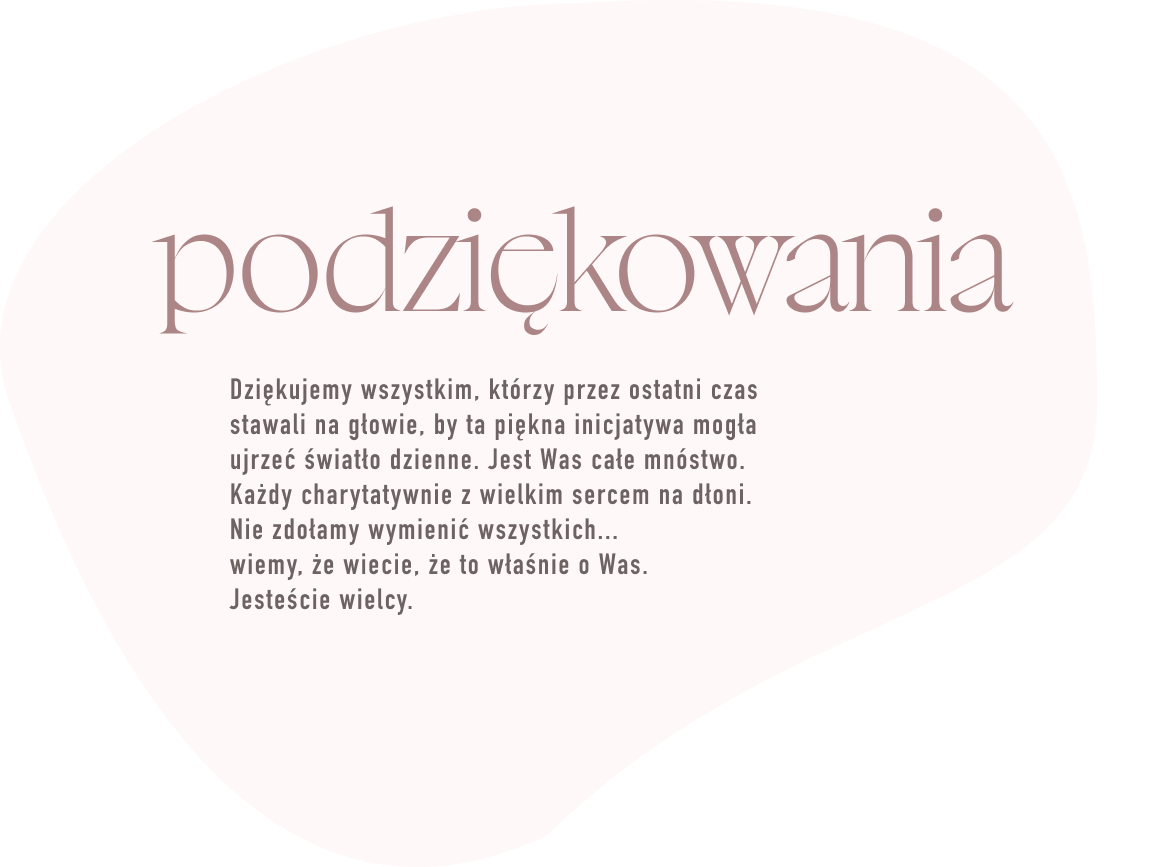 podziękowania
Dziękujemy wszystkim, którzy przez ostatni czas
stawali na głowie, by ta piękna inicjatywa mogła
ujrzeć światło dzienne. Jest Was całe mnóstwo.
Każdy charytatywnie z wielkim sercem na dłoni.
Nie zdołamy wymienić wszystkich...
wiemy, że wiecie, że to właśnie o Was.
Jesteście wielcy.